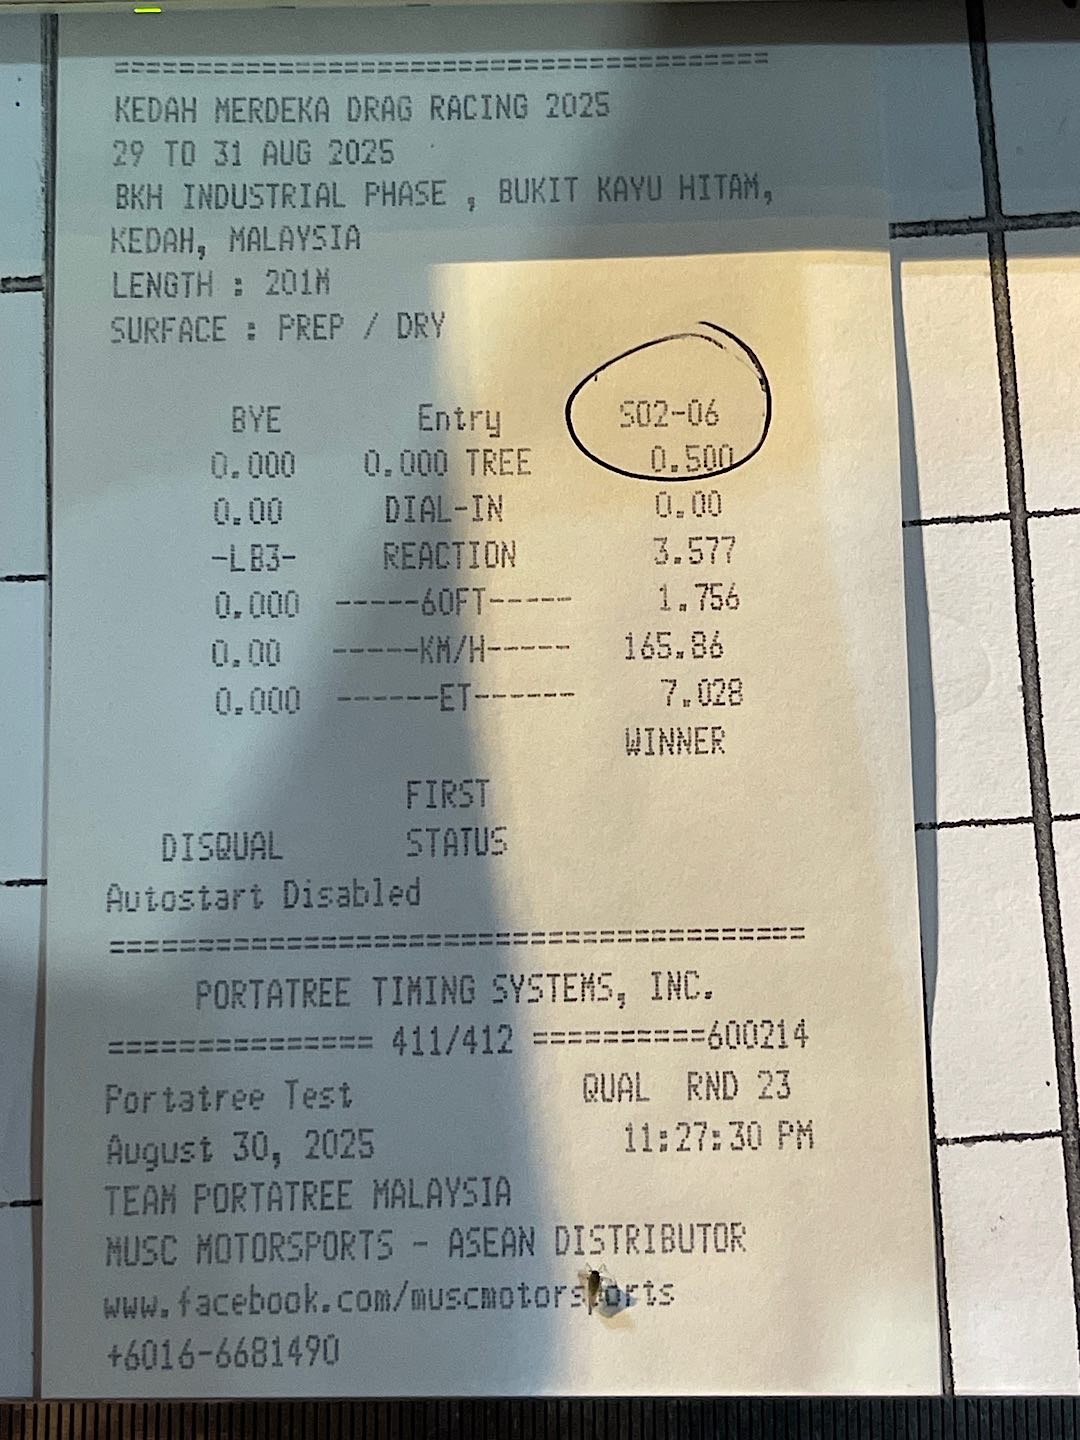 =======================================
KEDAH MERDEKA DRAG RACING 2025
29 TO 31 AUG 2025
BKH INDUSTRIAL PHASE , BUKIT KAYU HITAM,
KEDAH, MALAYSIA
LENGTH : 201M
SURFACE : PREP / DRY
BYE Entry S02-06
0.000 0.000 TREE 0.500
0.00 DIAL-IN 0.00
-LB3- REACTION 3.577
0.000 -----60FT----- 1.756
0.00 -----KM/H----- 165.86
0.000 ------ET------ 7.028
WINNER
FIRST
DISQUAL STATUS
Autostart Disabled
=======================================
PORTATREE TIMING SYSTEMS, INC.
=============== 411/412 ==========600214
Portatree Test QUAL RND 23
August 30, 2025 11:27:30 PM
TEAM PORTATREE MALAYSIA
MUSC MOTORSPORTS - ASEAN DISTRIBUTOR
www.facebook.com/muscmotorsports
+6016-6681490